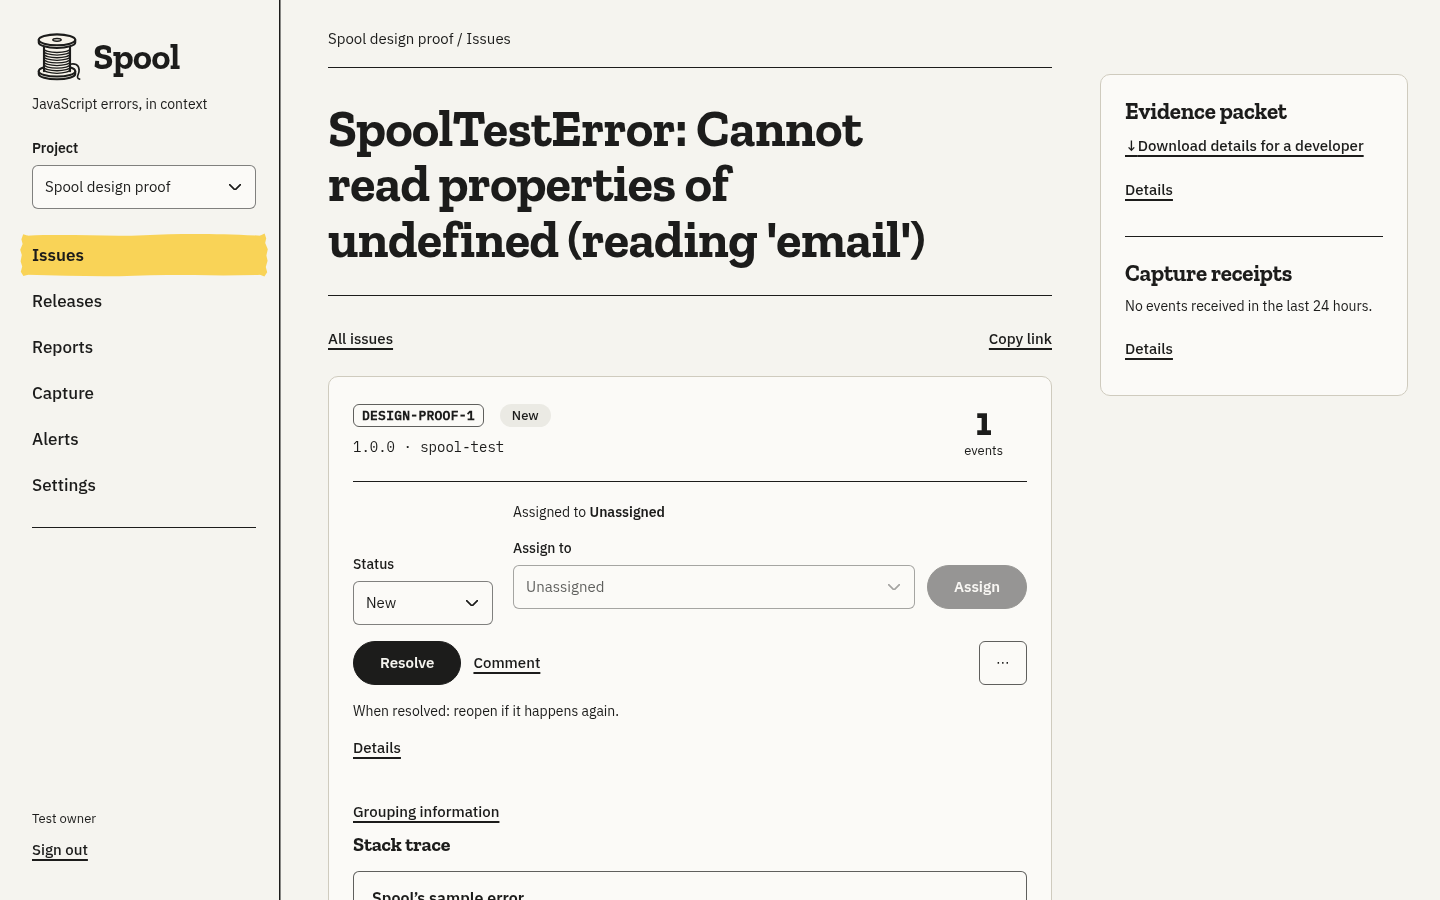 Spool
JavaScript errors, in context
Project
Spool design proof
Issues
Releases
Reports
Capture
Alerts
Settings
Test owner
Sign out
Spool design proof / Issues
SpoolTestError: Cannot
read properties of
undefined (reading 'email')
All issues
Copy link
DESIGN-PROOF-1
New
1.0.0 · spool-test
1
events
Assigned to Unassigned
Status
New
Assign to
Unassigned
Assign
Resolve
Comment
...
When resolved: reopen if it happens again.
Details
Grouping information
Stack trace
Spool’s sample error
Evidence packet
↓Download details for a developer
Details
Capture receipts
No events received in the last 24 hours.
Details